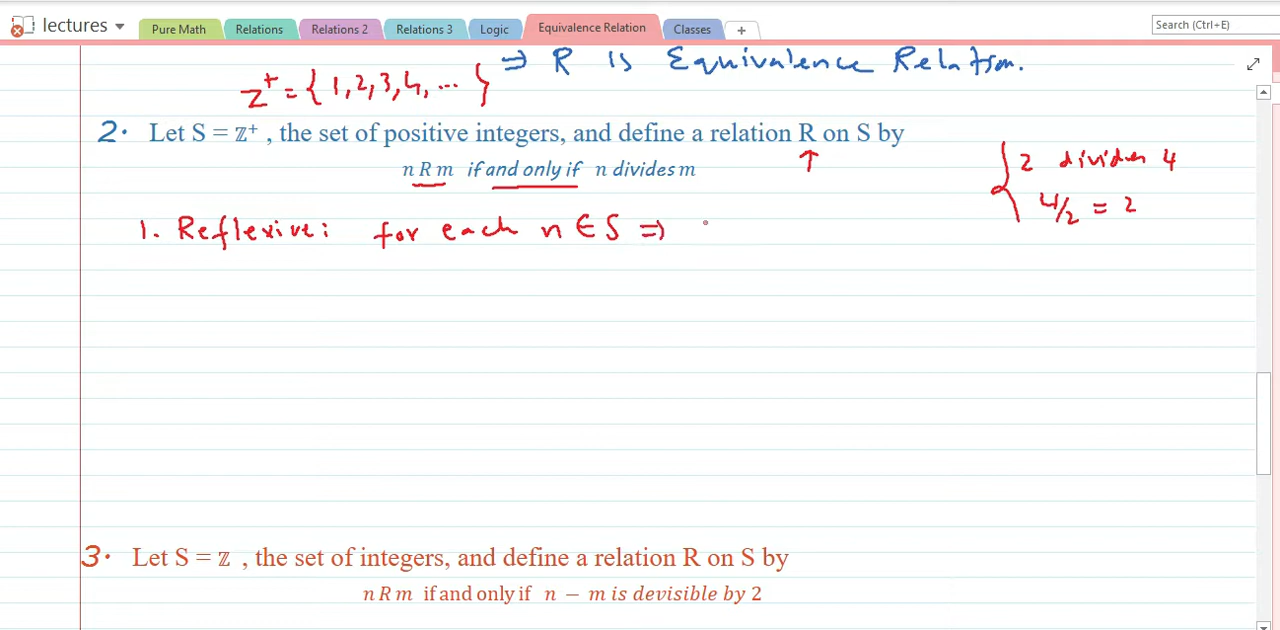 lectures
Pure Math Relations Relations 2 Relations 3 Logic Equivalence Relation Classes +
Search (Ctrl+E)
⇒ R is Equivalence Relation.
Z⁺ = { 1, 2, 3, 4, ... }
2. Let S = ℤ⁺ , the set of positive integers, and define a relation R on S by
n R m if and only if n divides m
2 divides 4
4/2 = 2
1. Reflexive: for each n ∈ S ⇒
3. Let S = ℤ , the set of integers, and define a relation R on S by
n R m if and only if n − m is devisible by 2